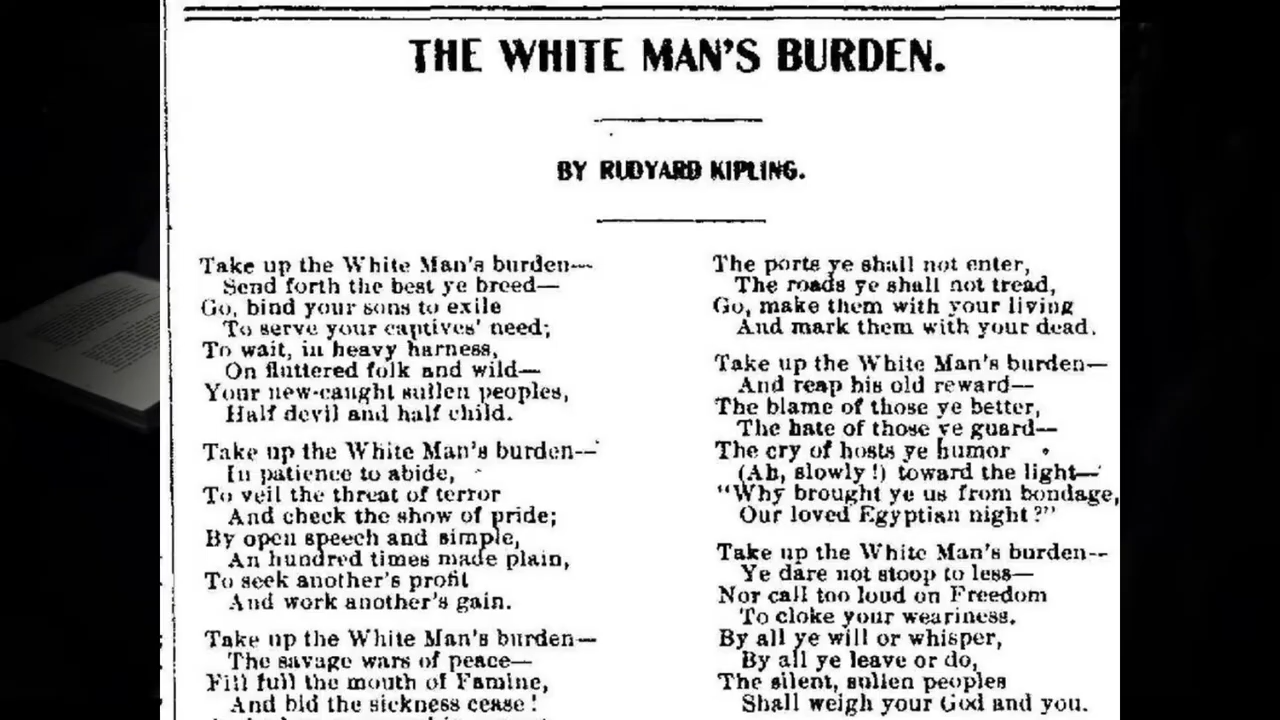 THE WHITE MAN'S BURDEN.
BY RUDYARD KIPLING.
Take up the White Man's burden—
Send forth the best ye breed—
Go, bind your sons to exile
To serve your captives' need;
To wait, in heavy harness,
On fluttered folk and wild—
Your new-caught sullen peoples,
Half devil and half child.
Take up the White Man's burden—
In patience to abide,
To veil the threat of terror
And check the show of pride;
By open speech and simple,
An hundred times made plain,
To seek another's profit
And work another's gain.
Take up the White Man's burden—
The savage wars of peace—
Fill full the mouth of Famine,
And bid the sickness cease!
The ports ye shall not enter,
The roads ye shall not tread,
Go, make them with your living
And mark them with your dead.
Take up the White Man's burden—
And reap his old reward—
The blame of those ye better,
The hate of those ye guard—
The cry of hosts ye humor
(Ah, slowly!) toward the light—
"Why brought ye us from bondage,
Our loved Egyptian night?"
Take up the White Man's burden—
Ye dare not stoop to less—
Nor call too loud on Freedom
To cloke your weariness.
By all ye will or whisper,
By all ye leave or do,
The silent, sullen peoples
Shall weigh your God and you.